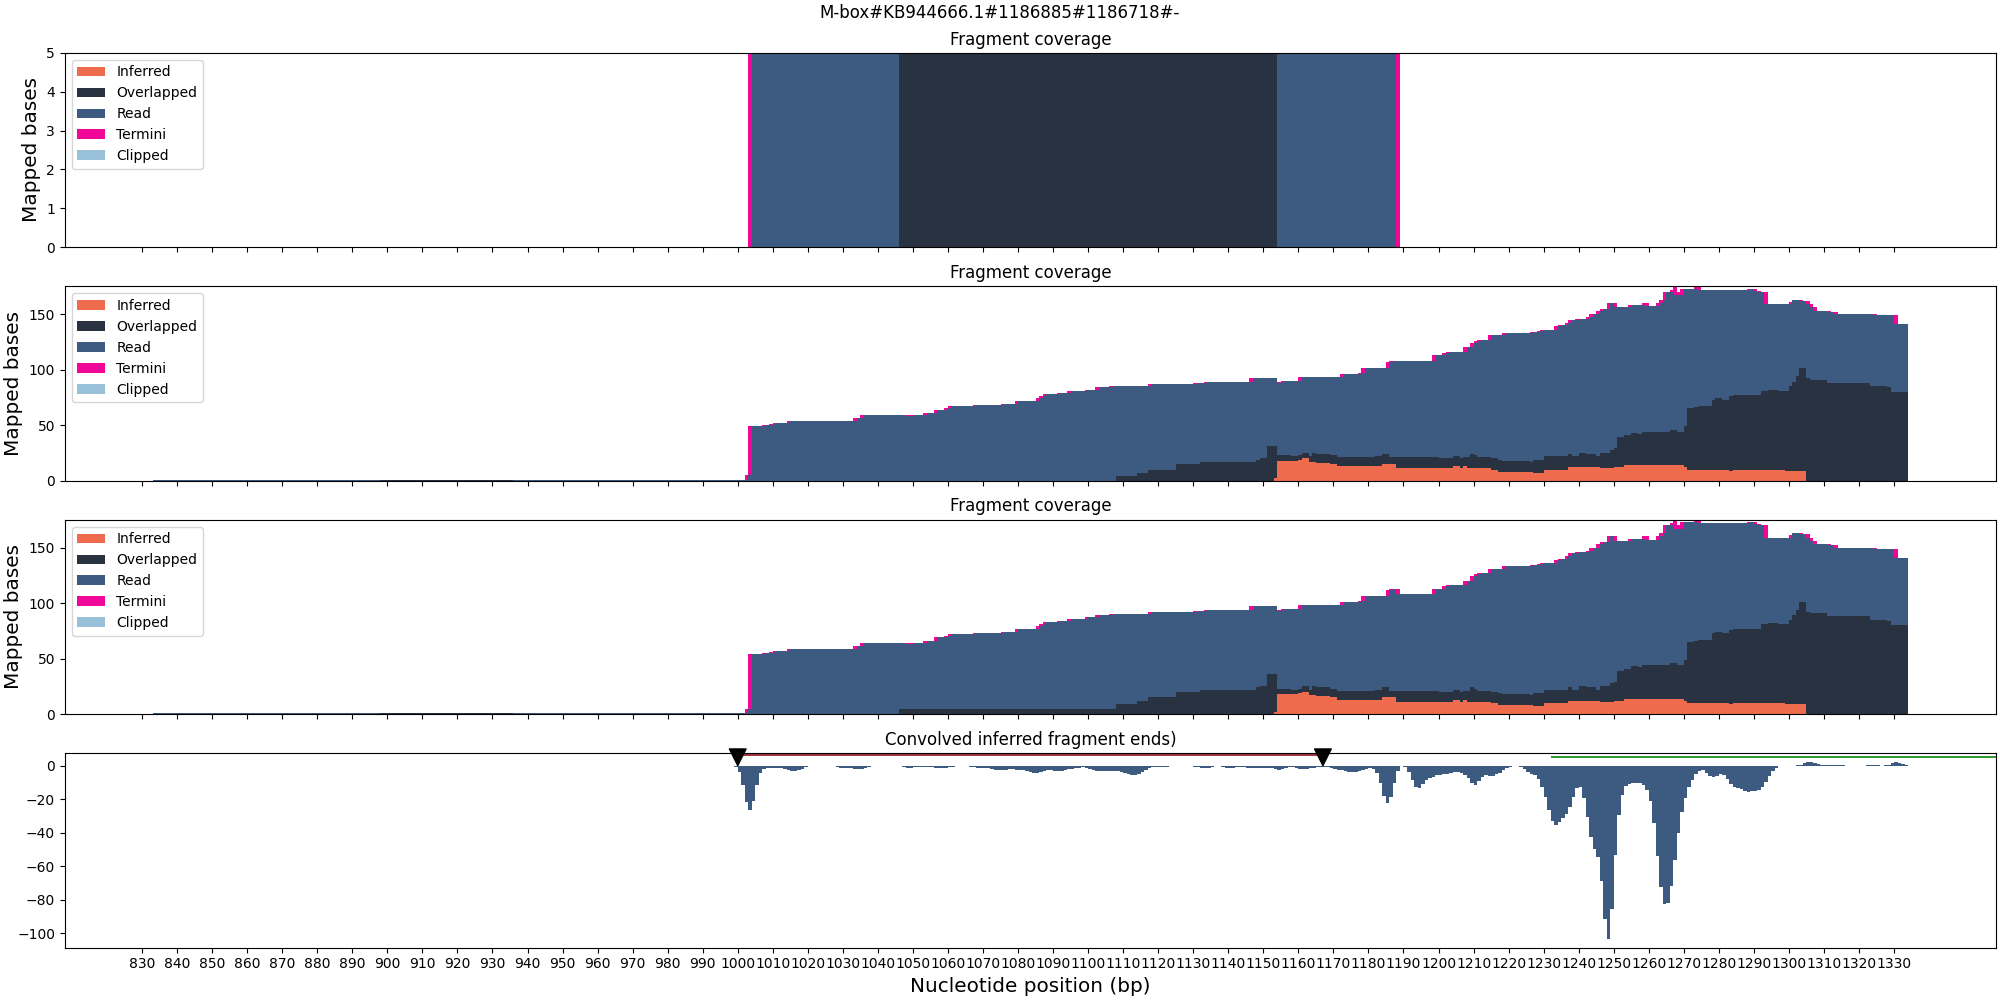 M-box#KB944666.1#1186885#1186718#-
Fragment coverage
Mapped bases
5
4
3
2
1
0
Inferred
Overlapped
Read
Termini
Clipped
Fragment coverage
Mapped bases
150
100
50
0
Inferred
Overlapped
Read
Termini
Clipped
Fragment coverage
Mapped bases
150
100
50
0
Inferred
Overlapped
Read
Termini
Clipped
Convolved inferred fragment ends)
0
−20
−40
−60
−80
−100
830 840 850 860 870 880 890 900 910 920 930 940 950 960 970 980 990 1000 1010 1020 1030 1040 1050 1060 1070 1080 1090 1100 1110 1120 1130 1140 1150 1160 1170 1180 1190 1200 1210 1220 1230 1240 1250 1260 1270 1280 1290 1300 1310 1320 1330
Nucleotide position (bp)